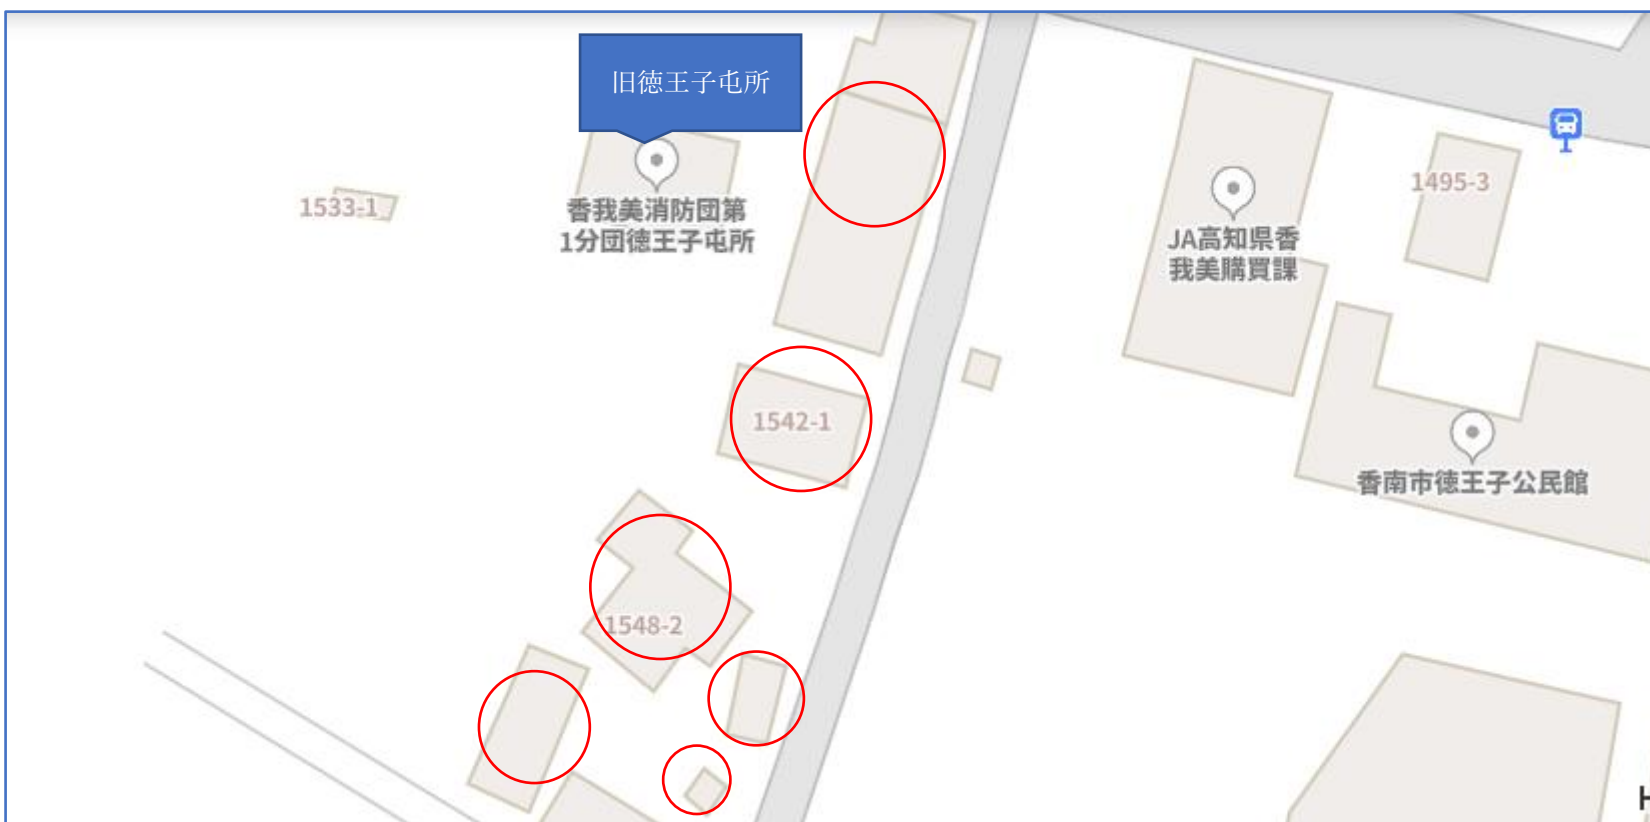 旧徳王子屯所
1533-1
香我美消防団第
1分団徳王子屯所
JA高知県香
我美購買課
1495-3
1542-1
香南市徳王子公民館
1548-2